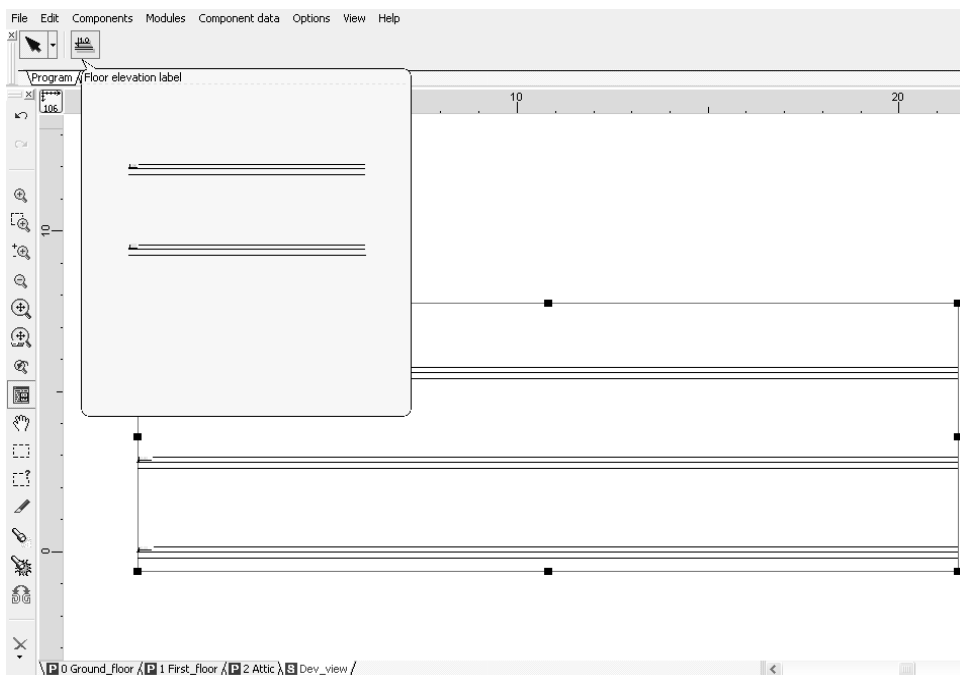 File Edit Components Modules Component data Options View Help
Program
Floor elevation label
106
10
20
10
0
P 0 Ground_floor P 1 First_floor P 2 Attic S Dev_view